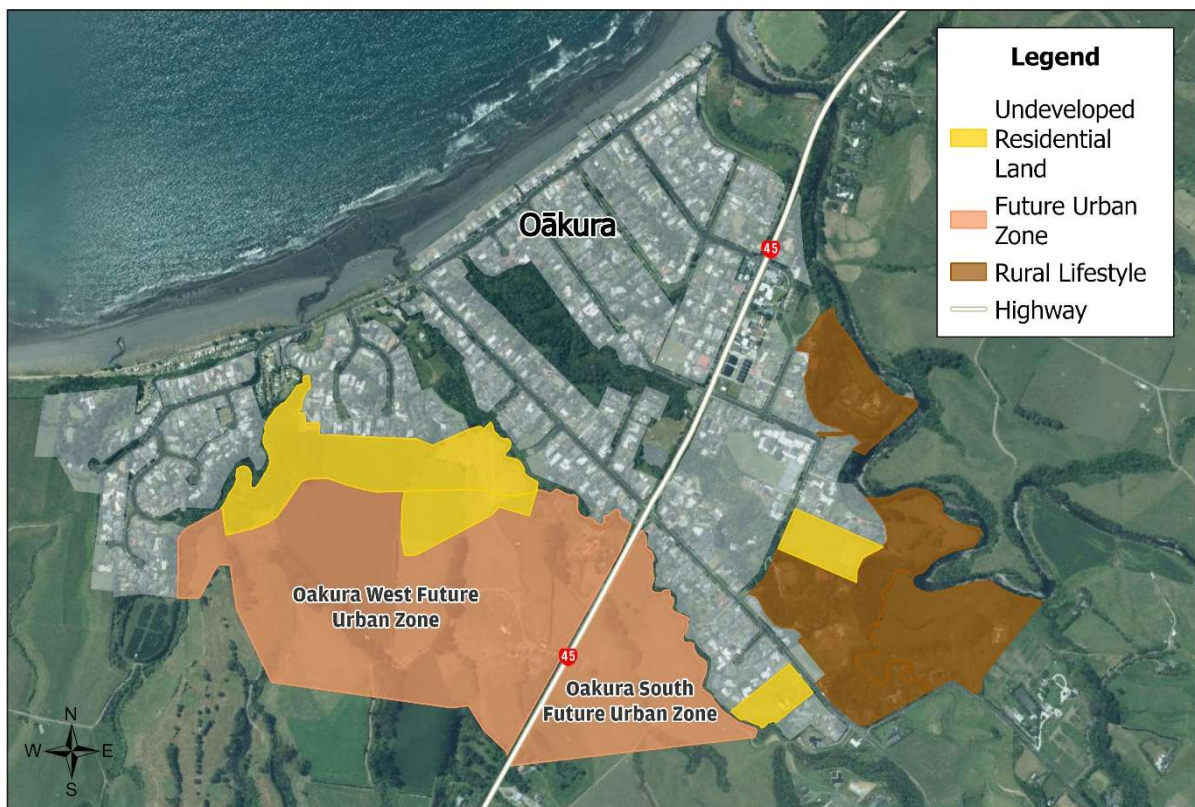 Legend
Undeveloped
Residential
Land
Future Urban
Zone
Rural Lifestyle
Highway
Oākura
45
Oakura West Future
Urban Zone
45
Oakura South
Future Urban Zone
N
W E
S